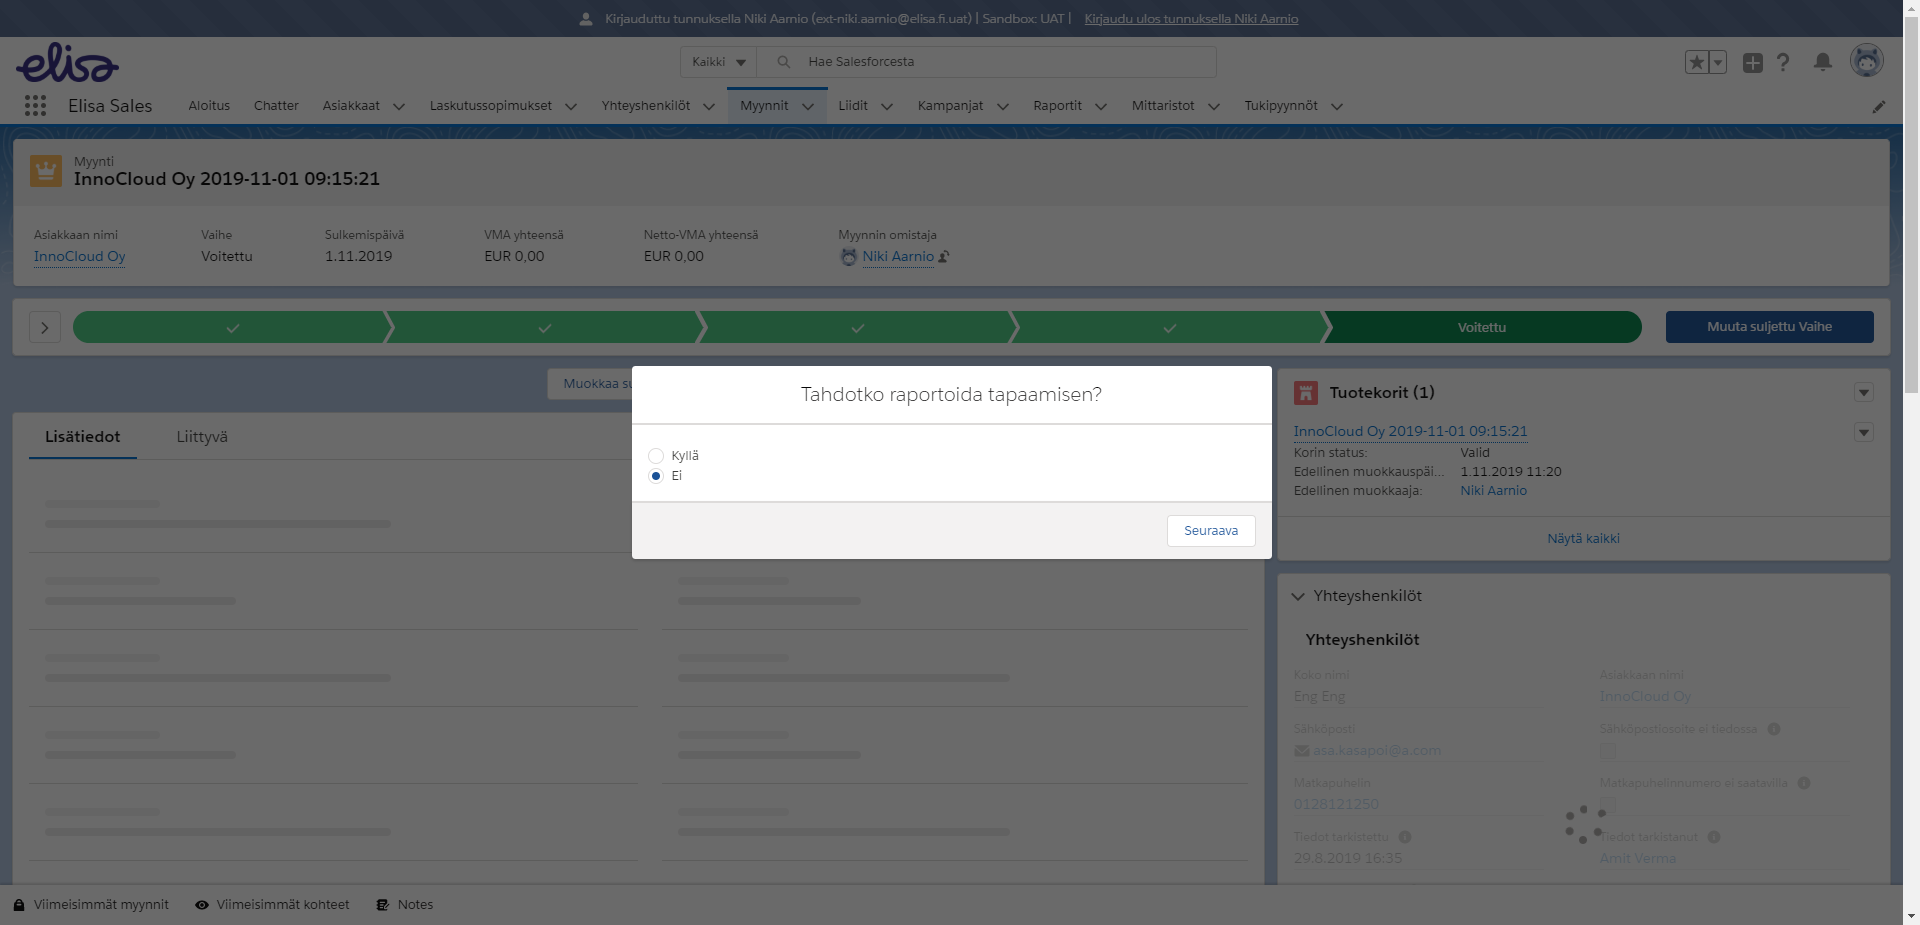 Kirjauduttu tunnuksella Niki Aarnio (ext-niki.aarnio@elisa.fi.uat) | Sandbox: UAT | Kirjaudu ulos tunnuksella Niki Aarnio
elisa
Kaikki Hae Salesforcesta
Elisa Sales Aloitus Chatter Asiakkaat Laskutussopimukset Yhteyshenkilöt Myynnit Liidit Kampanjat Raportit Mittaristot Tukipyynnöt
Myynti
InnoCloud Oy 2019-11-01 09:15:21
Asiakkaan nimi Vaihe Sulkemispäivä VMA yhteensä Netto-VMA yhteensä Myynnin omistaja
InnoCloud Oy Voitettu 1.11.2019 EUR 0,00 EUR 0,00 Niki Aarnio
Voitettu Muuta suljettu Vaihe
Muokkaa su
Tahdotko raportoida tapaamisen?
Kyllä
Ei
Seuraava
Lisätiedot Liittyvä
Tuotekorit (1)
InnoCloud Oy 2019-11-01 09:15:21
Korin status: Valid
Edellinen muokkauspäi... 1.11.2019 11:20
Edellinen muokkaaja: Niki Aarnio
Näytä kaikki
Yhteyshenkilöt
Yhteyshenkilöt
Koko nimi Asiakkaan nimi
Eng Eng InnoCloud Oy
Sähköposti Sähköpostiosoite ei tiedossa
asa.kasapoi@a.com
Matkapuhelin Matkapuhelinnumero ei saatavilla
0128121250
Tiedot tarkistettu Tiedot tarkistanut
29.8.2019 16:35 Amit Verma
Viimeisimmät myynnit Viimeisimmät kohteet Notes